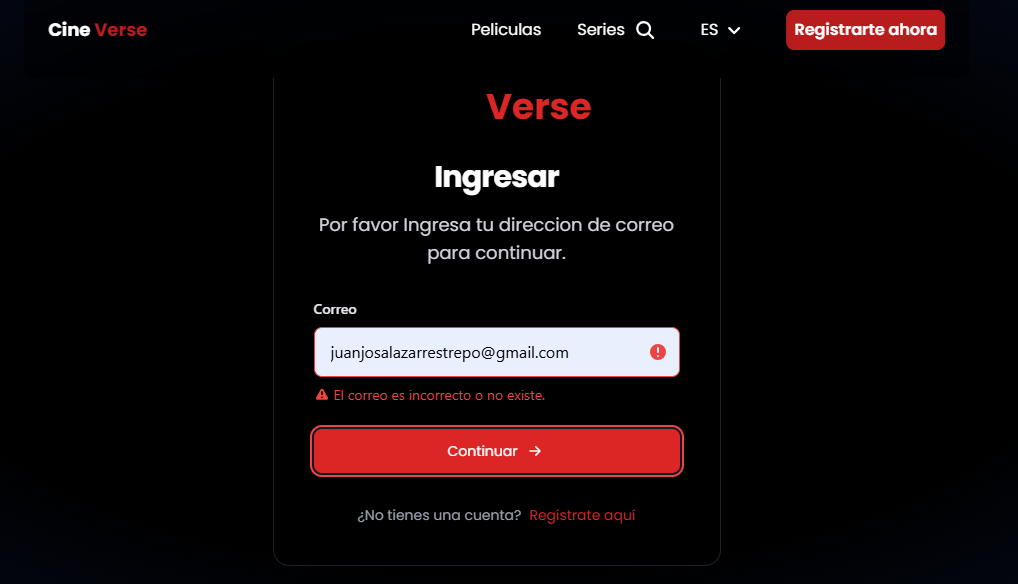 Cine Verse
Peliculas
Series
ES
Registrarte ahora
Verse
Ingresar
Por favor Ingresa tu direccion de correo
para continuar.
Correo
juanjosalazarrestrepo@gmail.com
El correo es incorrecto o no existe.
Continuar →
¿No tienes una cuenta? Regístrate aquí